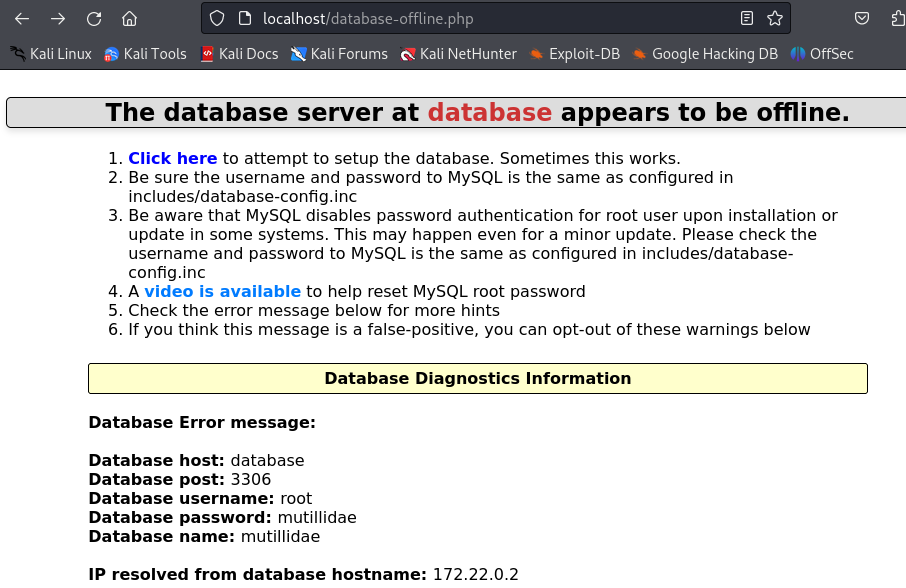 localhost/database-offline.php
Kali Linux Kali Tools Kali Docs Kali Forums Kali NetHunter Exploit-DB Google Hacking DB OffSec
The database server at database appears to be offline.
1. Click here to attempt to setup the database. Sometimes this works.
2. Be sure the username and password to MySQL is the same as configured in
includes/database-config.inc
3. Be aware that MySQL disables password authentication for root user upon installation or
update in some systems. This may happen even for a minor update. Please check the
username and password to MySQL is the same as configured in includes/database-
config.inc
4. A video is available to help reset MySQL root password
5. Check the error message below for more hints
6. If you think this message is a false-positive, you can opt-out of these warnings below
Database Diagnostics Information
Database Error message:
Database host: database
Database post: 3306
Database username: root
Database password: mutillidae
Database name: mutillidae
IP resolved from database hostname: 172.22.0.2